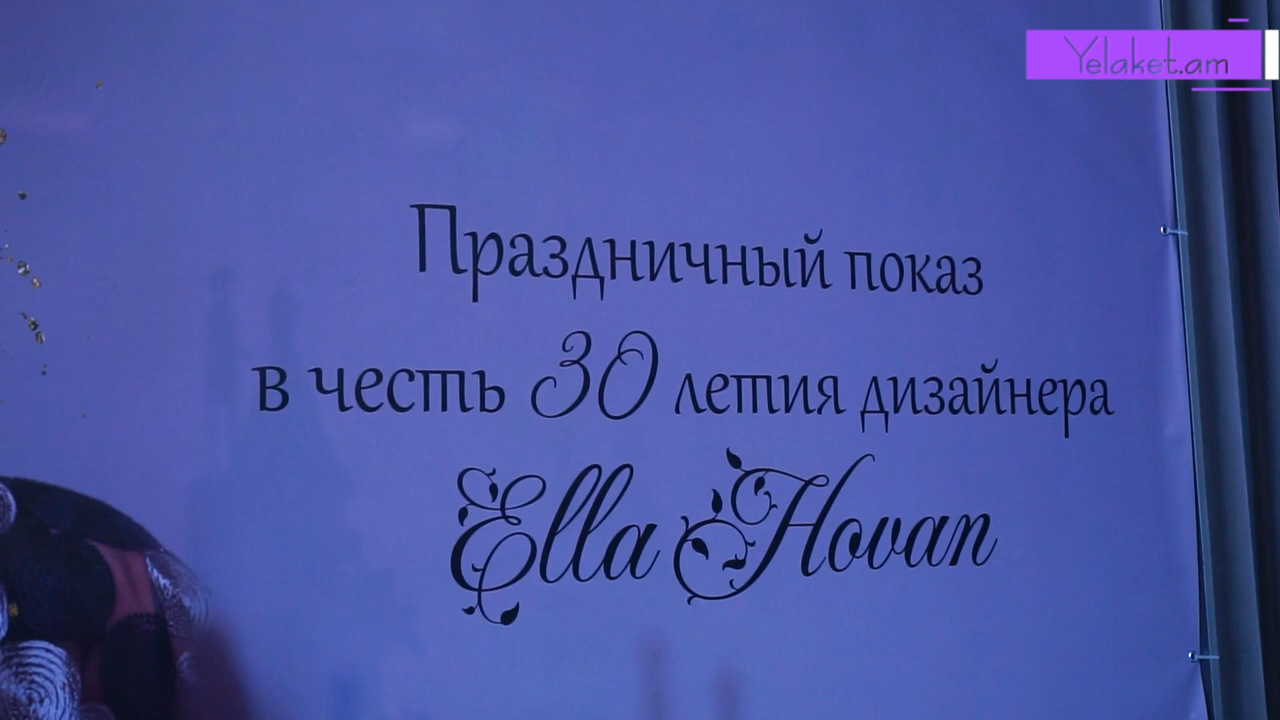 Yelaket.am
Праздничный показ
в честь 30 летия дизайнера
Ella Hovan